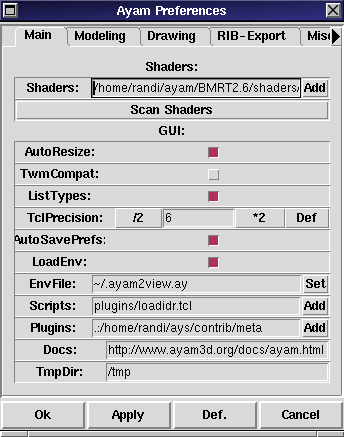 Ayam Preferences
Main Modeling Drawing RIB-Export Misc
Shaders:
Shaders: /home/randi/ayam/BMRT2.6/shaders/ Add
Scan Shaders
GUI:
AutoResize:
TwmCompat:
ListTypes:
TclPrecision: /2 6 *2 Def
AutoSavePrefs:
LoadEnv:
EnvFile: ~/.ayam2view.ay Set
Scripts: plugins/loadidr.tcl Add
Plugins: .:/home/randi/ays/contrib/meta Add
Docs: http://www.ayam3d.org/docs/ayam.html
TmpDir: /tmp
Ok Apply Def. Cancel